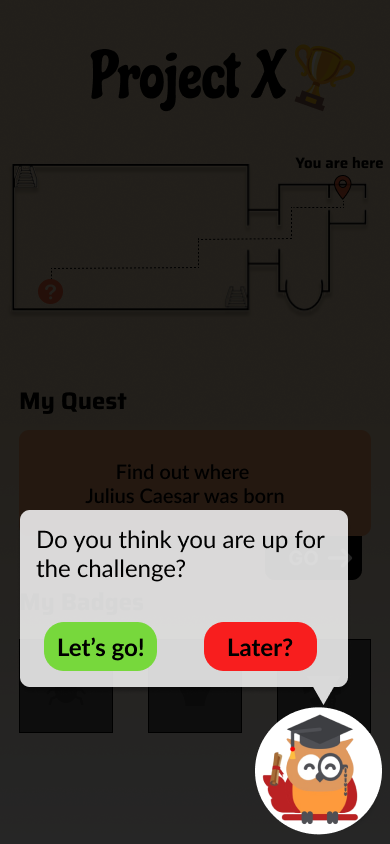 Project X
You are here
?
My Quest
Find out where
Julius Caesar was born
Do you think you are up for
the challenge?
GO
My Badges
Let's go!
Later?